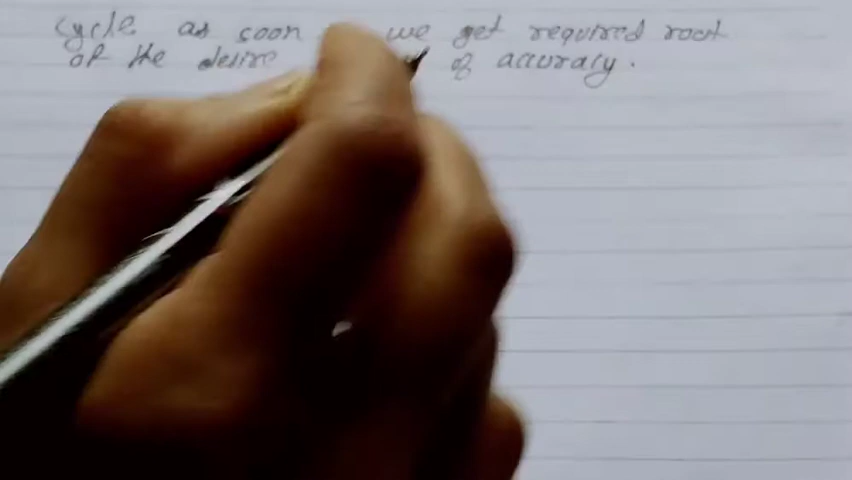 cycle as soon we get required root
of the desire of accuracy.